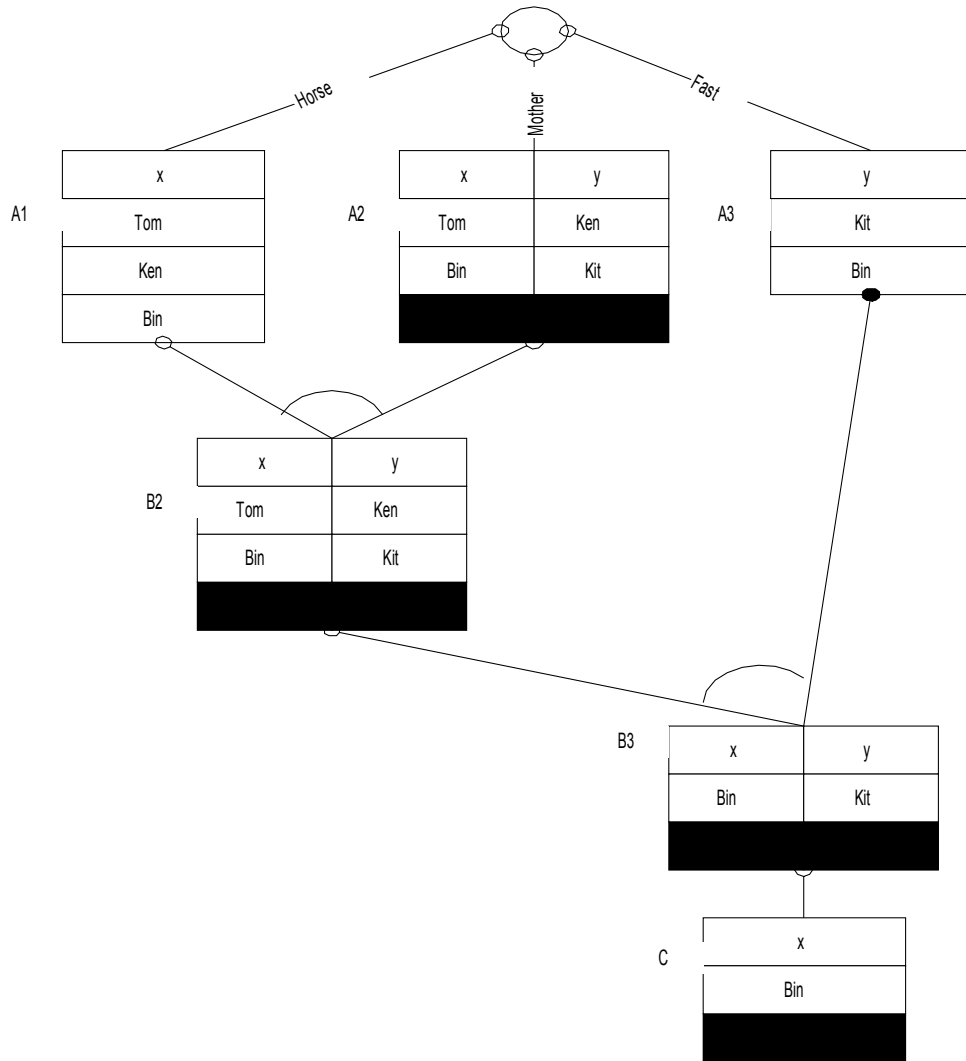 Horse
Mother
Fast
A1
x
Tom
Ken
Bin
A2
x y
Tom Ken
Bin Kit
A3
y
Kit
Bin
B2
x y
Tom Ken
Bin Kit
B3
x y
Bin Kit
C
x
Bin